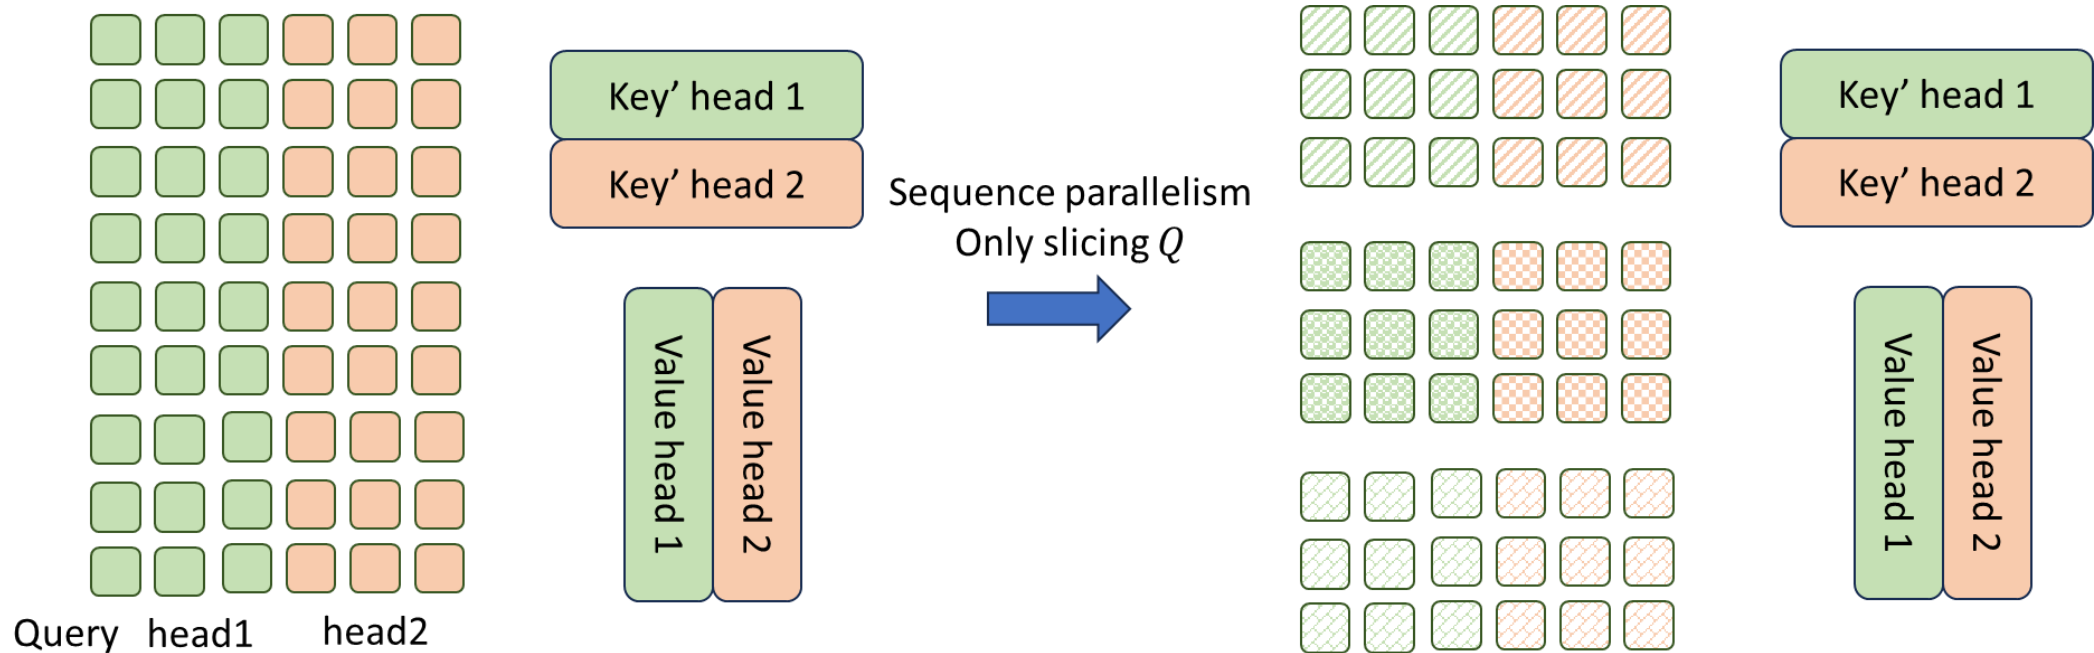 Query head1 head2
Key’ head 1
Key’ head 2
Value head 1
Value head 2
Sequence parallelism
Only slicing Q
Key’ head 1
Key’ head 2
Value head 1
Value head 2